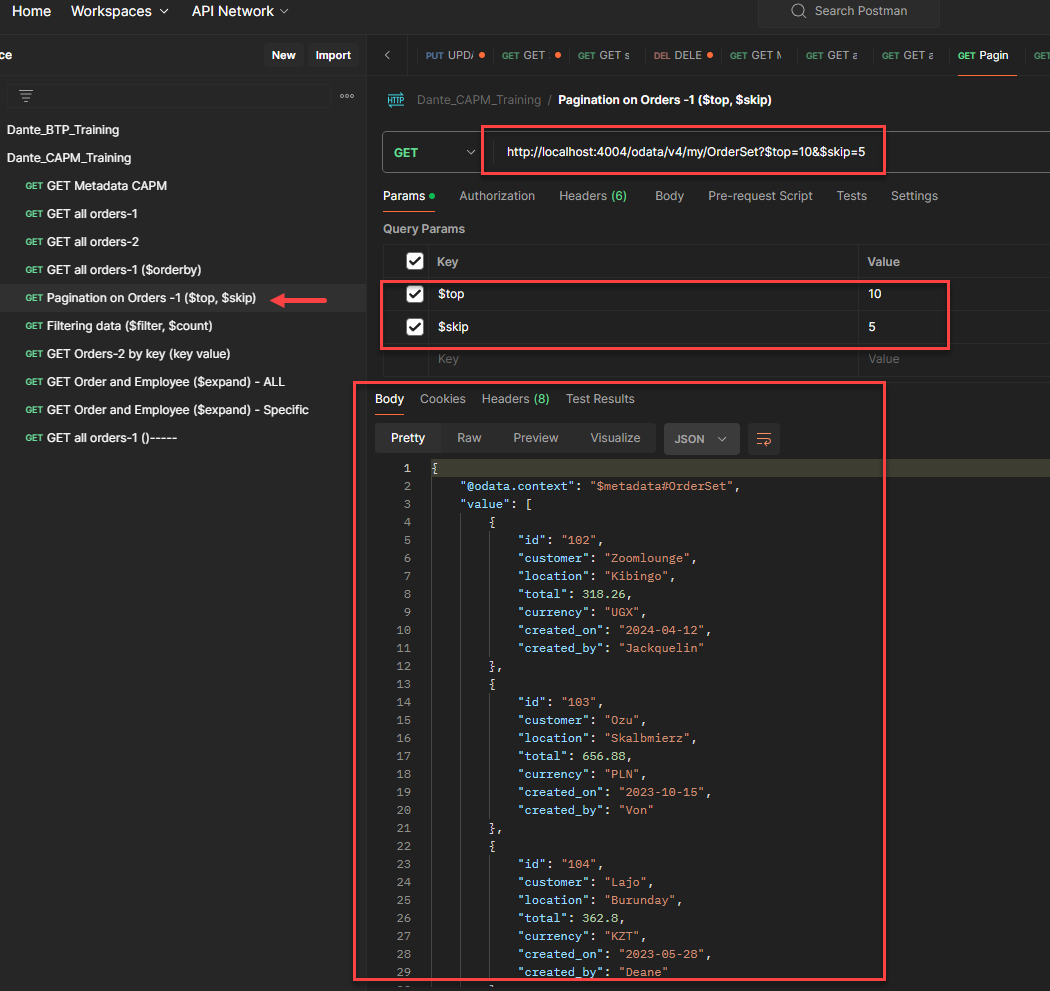 Home Workspaces API Network Search Postman
ce New Import
PUT UPD GET GET GET s DEL DELE GET GET M GET GET a GET GET a GET Pagin GET
HTTP Dante_CAPM_Training / Pagination on Orders -1 ($top, $skip)
Dante_BTP_Training
Dante_CAPM_Training
GET GET Metadata CAPM
GET GET all orders-1
GET GET all orders-2
GET GET all orders-1 ($orderby)
GET Pagination on Orders -1 ($top, $skip)
GET Filtering data ($filter, $count)
GET GET Orders-2 by key (key value)
GET GET Order and Employee ($expand) - ALL
GET GET Order and Employee ($expand) - Specific
GET GET all orders-1 ()-----
GET http://localhost:4004/odata/v4/my/OrderSet?$top=10&$skip=5
Params Authorization Headers (6) Body Pre-request Script Tests Settings
Query Params
Key Value
$top 10
$skip 5
Key Value
Body Cookies Headers (8) Test Results
Pretty Raw Preview Visualize JSON
1 {
2 "@odata.context": "$metadata#OrderSet",
3 "value": [
4 {
5 "id": "102",
6 "customer": "Zoomlounge",
7 "location": "Kibingo",
8 "total": 318.26,
9 "currency": "UGX",
10 "created_on": "2024-04-12",
11 "created_by": "Jackquelin"
12 },
13 {
14 "id": "103",
15 "customer": "Ozu",
16 "location": "Skalbmierz",
17 "total": 656.88,
18 "currency": "PLN",
19 "created_on": "2023-10-15",
20 "created_by": "Von"
21 },
22 {
23 "id": "104",
24 "customer": "Lajo",
25 "location": "Burunday",
26 "total": 362.8,
27 "currency": "KZT",
28 "created_on": "2023-05-28",
29 "created_by": "Deane"